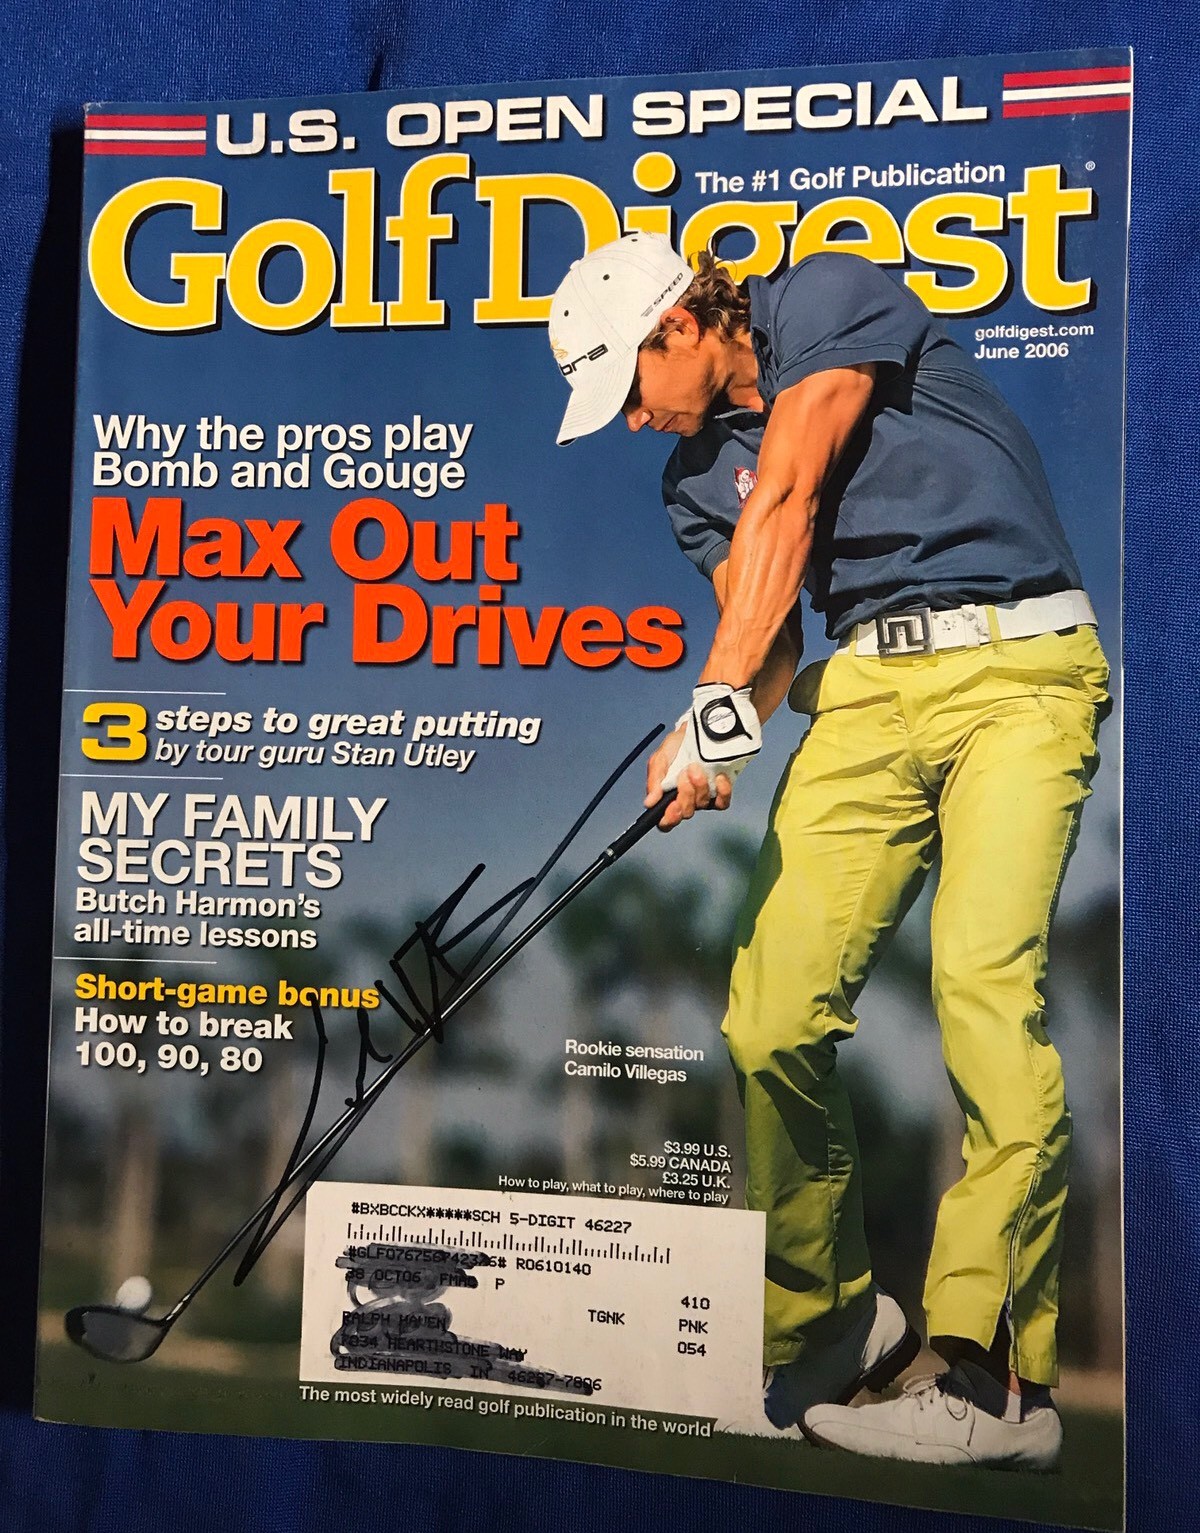 U.S. OPEN SPECIAL
Golf Digest
The #1 Golf Publication
®
golfdigest.com
June 2006
SPEED
bra
Why the pros play
Bomb and Gouge
Max Out
Your Drives
3 steps to great putting
by tour guru Stan Utley
MY FAMILY
SECRETS
Butch Harmon's
all-time lessons
Short-game bonus
How to break
100, 90, 80
Rookie sensation
Camilo Villegas
$3.99 U.S.
$5.99 CANADA
£3.25 U.K.
How to play, what to play, where to play
#BXBCCKX*****SCH 5-DIGIT 46227
R0610140
P
410
TGNK PNK
054
The most widely read golf publication in the world